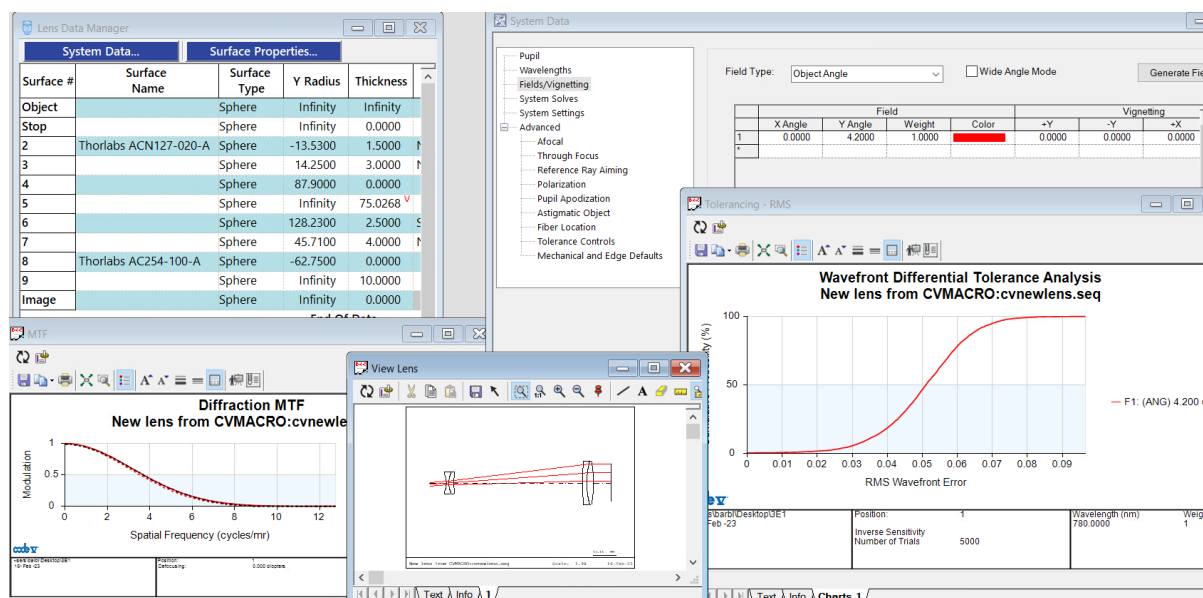 Lens Data Manager
System Data...
Surface Properties...
Surface # Surface Name Surface Type Y Radius Thickness
Object Sphere Infinity Infinity
Stop Sphere Infinity 0.0000
2 Thorlabs ACN127-020-A Sphere -13.5300 1.5000
3 Sphere 14.2500 3.0000
4 Sphere 87.9000 0.0000
5 Sphere Infinity 75.0268 V
6 Sphere 128.2300 2.5000
7 Sphere 45.7100 4.0000
8 Thorlabs AC254-100-A Sphere -62.7500 0.0000
9 Sphere Infinity 10.0000
Image Sphere Infinity 0.0000
System Data
Pupil
Wavelengths
Fields/Vignetting
System Solves
System Settings
Advanced
Afocal
Through Focus
Reference Ray Aiming
Polarization
Pupil Apodization
Astigmatic Object
Fiber Location
Tolerance Controls
Mechanical and Edge Defaults
Field Type: Object Angle
Wide Angle Mode
Generate
Field Vignetting
X Angle Y Angle Weight Color +Y -Y +X
1 0.0000 4.2000 1.0000 0.0000 0.0000 0.0000
*
MTF
Diffraction MTF
New lens from
Modulation
1
0.5
0
0 2 4 6 8 10 12
Spatial Frequency (cycles/mr)
code V
Position: 1
Defocusing: 0.000 diopters
View Lens
New lens from CVMACRO:cvnewlens.seq
Text Info 1
Tolerancing - RMS
Wavefront Differential Tolerance Analysis
New lens from CVMACRO:cvnewlens.seq
100
50
0
0 0.01 0.02 0.03 0.04 0.05 0.06 0.07 0.08 0.09
RMS Wavefront Error
F1: (ANG) 4.200
Position: 1
Inverse Sensitivity
Number of Trials 5000
Wavelength (nm)
780.0000
1
Text Info Charts 1